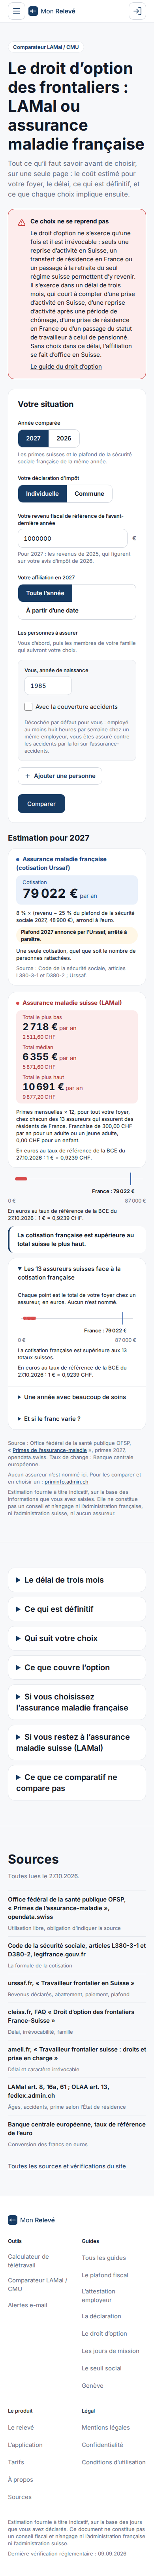 Mon Relevé
Comparateur LAMal / CMU
Le droit d’option
des frontaliers :
LAMal ou
assurance
maladie française
Tout ce qu’il faut savoir avant de choisir,
sur une seule page : le coût estimé pour
votre foyer, le délai, ce qui est définitif, et
ce que chaque choix implique ensuite.
Ce choix ne se reprend pas
Le droit d’option ne s’exerce qu’une
fois et il est irrévocable : seuls une
reprise d’activité en Suisse, un
transfert de résidence en France ou
un passage à la retraite du seul
régime suisse permettent d’y revenir.
Il s’exerce dans un délai de trois
mois, qui court à compter d’une prise
d’activité en Suisse, d’une reprise
d’activité après une période de
chômage, d’une prise de résidence
en France ou d’un passage du statut
de travailleur à celui de pensionné.
Sans choix dans ce délai, l’affiliation
se fait d’office en Suisse.
Le guide du droit d’option
Votre situation
Année comparée
2027 2026
Les primes suisses et le plafond de la sécurité
sociale française de la même année.
Votre déclaration d’impôt
Individuelle Commune
Votre revenu fiscal de référence de l’avant-
dernière année
1000000 €
Pour 2027 : les revenus de 2025, qui figurent
sur votre avis d’impôt de 2026.
Votre affiliation en 2027
Toute l’année
À partir d’une date
Les personnes à assurer
Vous d’abord, puis les membres de votre famille
qui suivront votre choix.
Vous, année de naissance
1985
Avec la couverture accidents
Décochée par défaut pour vous : employé
au moins huit heures par semaine chez un
même employeur, vous êtes assuré contre
les accidents par la loi sur l’assurance-
accidents.
+ Ajouter une personne
Comparer
Estimation pour 2027
Assurance maladie française
(cotisation Urssaf)
Cotisation
79 022 € par an
8 % × (revenu − 25 % du plafond de la sécurité
sociale 2027, 48 900 €), arrondi à l’euro.
Plafond 2027 annoncé par l’Urssaf, arrêté à
paraître.
Une seule cotisation, quel que soit le nombre de
personnes rattachées.
Source : Code de la sécurité sociale, articles
L380-3-1 et D380-2 ; Urssaf.
Assurance maladie suisse (LAMal)
Total le plus bas
2 718 € par an
2 511,60 CHF
Total médian
6 355 € par an
5 871,60 CHF
Total le plus haut
10 691 € par an
9 877,20 CHF
Primes mensuelles × 12, pour tout votre foyer,
chez chacun des 13 assureurs admis pour les
résidents de France. Franchise de 300,00 CHF
par an pour un adulte ou un jeune adulte,
0,00 CHF pour un enfant.
En euros au taux de référence de la BCE du
27.10.2026 : 1 € = 0,9239 CHF.
France : 79 022 €
0 € 87 000 €
En euros au taux de référence de la BCE du
27.10.2026 : 1 € = 0,9239 CHF.
La cotisation française est supérieure au
total suisse le plus haut.
Les 13 assureurs suisses face à la
cotisation française
Chaque point est le total de votre foyer chez un
assureur, en euros. Aucun n’est nommé.
France : 79 022 €
0 € 87 000 €
La cotisation française est supérieure aux 13
totaux suisses.
En euros au taux de référence de la BCE du
27.10.2026 : 1 € = 0,9239 CHF.
Une année avec beaucoup de soins
Et si le franc varie ?
Source : Office fédéral de la santé publique OFSP,
« Primes de l’assurance-maladie », primes 2027,
opendata.swiss. Taux de change : Banque centrale
européenne.
Aucun assureur n’est nommé ici. Pour les comparer et
en choisir un : priminfo.admin.ch
Estimation fournie à titre indicatif, sur la base des
informations que vous avez saisies. Elle ne constitue
pas un conseil et n’engage ni l’administration française,
ni l’administration suisse, ni aucun assureur.
Le délai de trois mois
Ce qui est définitif
Qui suit votre choix
Ce que couvre l’option
Si vous choisissez
l’assurance maladie française
Si vous restez à l’assurance
maladie suisse (LAMal)
Ce que ce comparatif ne
compare pas
Sources
Toutes lues le 27.10.2026.
Office fédéral de la santé publique OFSP,
« Primes de l’assurance-maladie »,
opendata.swiss
Utilisation libre, obligation d’indiquer la source
Code de la sécurité sociale, articles L380-3-1 et
D380-2, legifrance.gouv.fr
La formule de la cotisation
urssaf.fr, « Travailleur frontalier en Suisse »
Revenus déclarés, abattement, paiement, plafond
cleiss.fr, FAQ « Droit d’option des frontaliers
France-Suisse »
Délai, irrévocabilité, famille
ameli.fr, « Travailleur frontalier suisse : droits et
prise en charge »
Délai et caractère irrévocable
LAMal art. 8, 16a, 61 ; OLAA art. 13,
fedlex.admin.ch
Âges, accidents, prime selon l’État de résidence
Banque centrale européenne, taux de référence
de l’euro
Conversion des francs en euros
Toutes les sources et vérifications du site
Mon Relevé
Outils
Calculateur de
télétravail
Comparateur LAMal /
CMU
Alertes e-mail
Guides
Tous les guides
Le plafond fiscal
L’attestation
employeur
La déclaration
Le droit d’option
Les jours de mission
Le seuil social
Genève
Le produit
Le relevé
L’application
Tarifs
À propos
Sources
Légal
Mentions légales
Confidentialité
Conditions d’utilisation
Estimation fournie à titre indicatif, sur la base des jours
que vous avez déclarés. Ce document ne constitue pas
un conseil fiscal et n’engage ni l’administration française
ni l’administration suisse.
Dernière vérification réglementaire : 09.09.2026